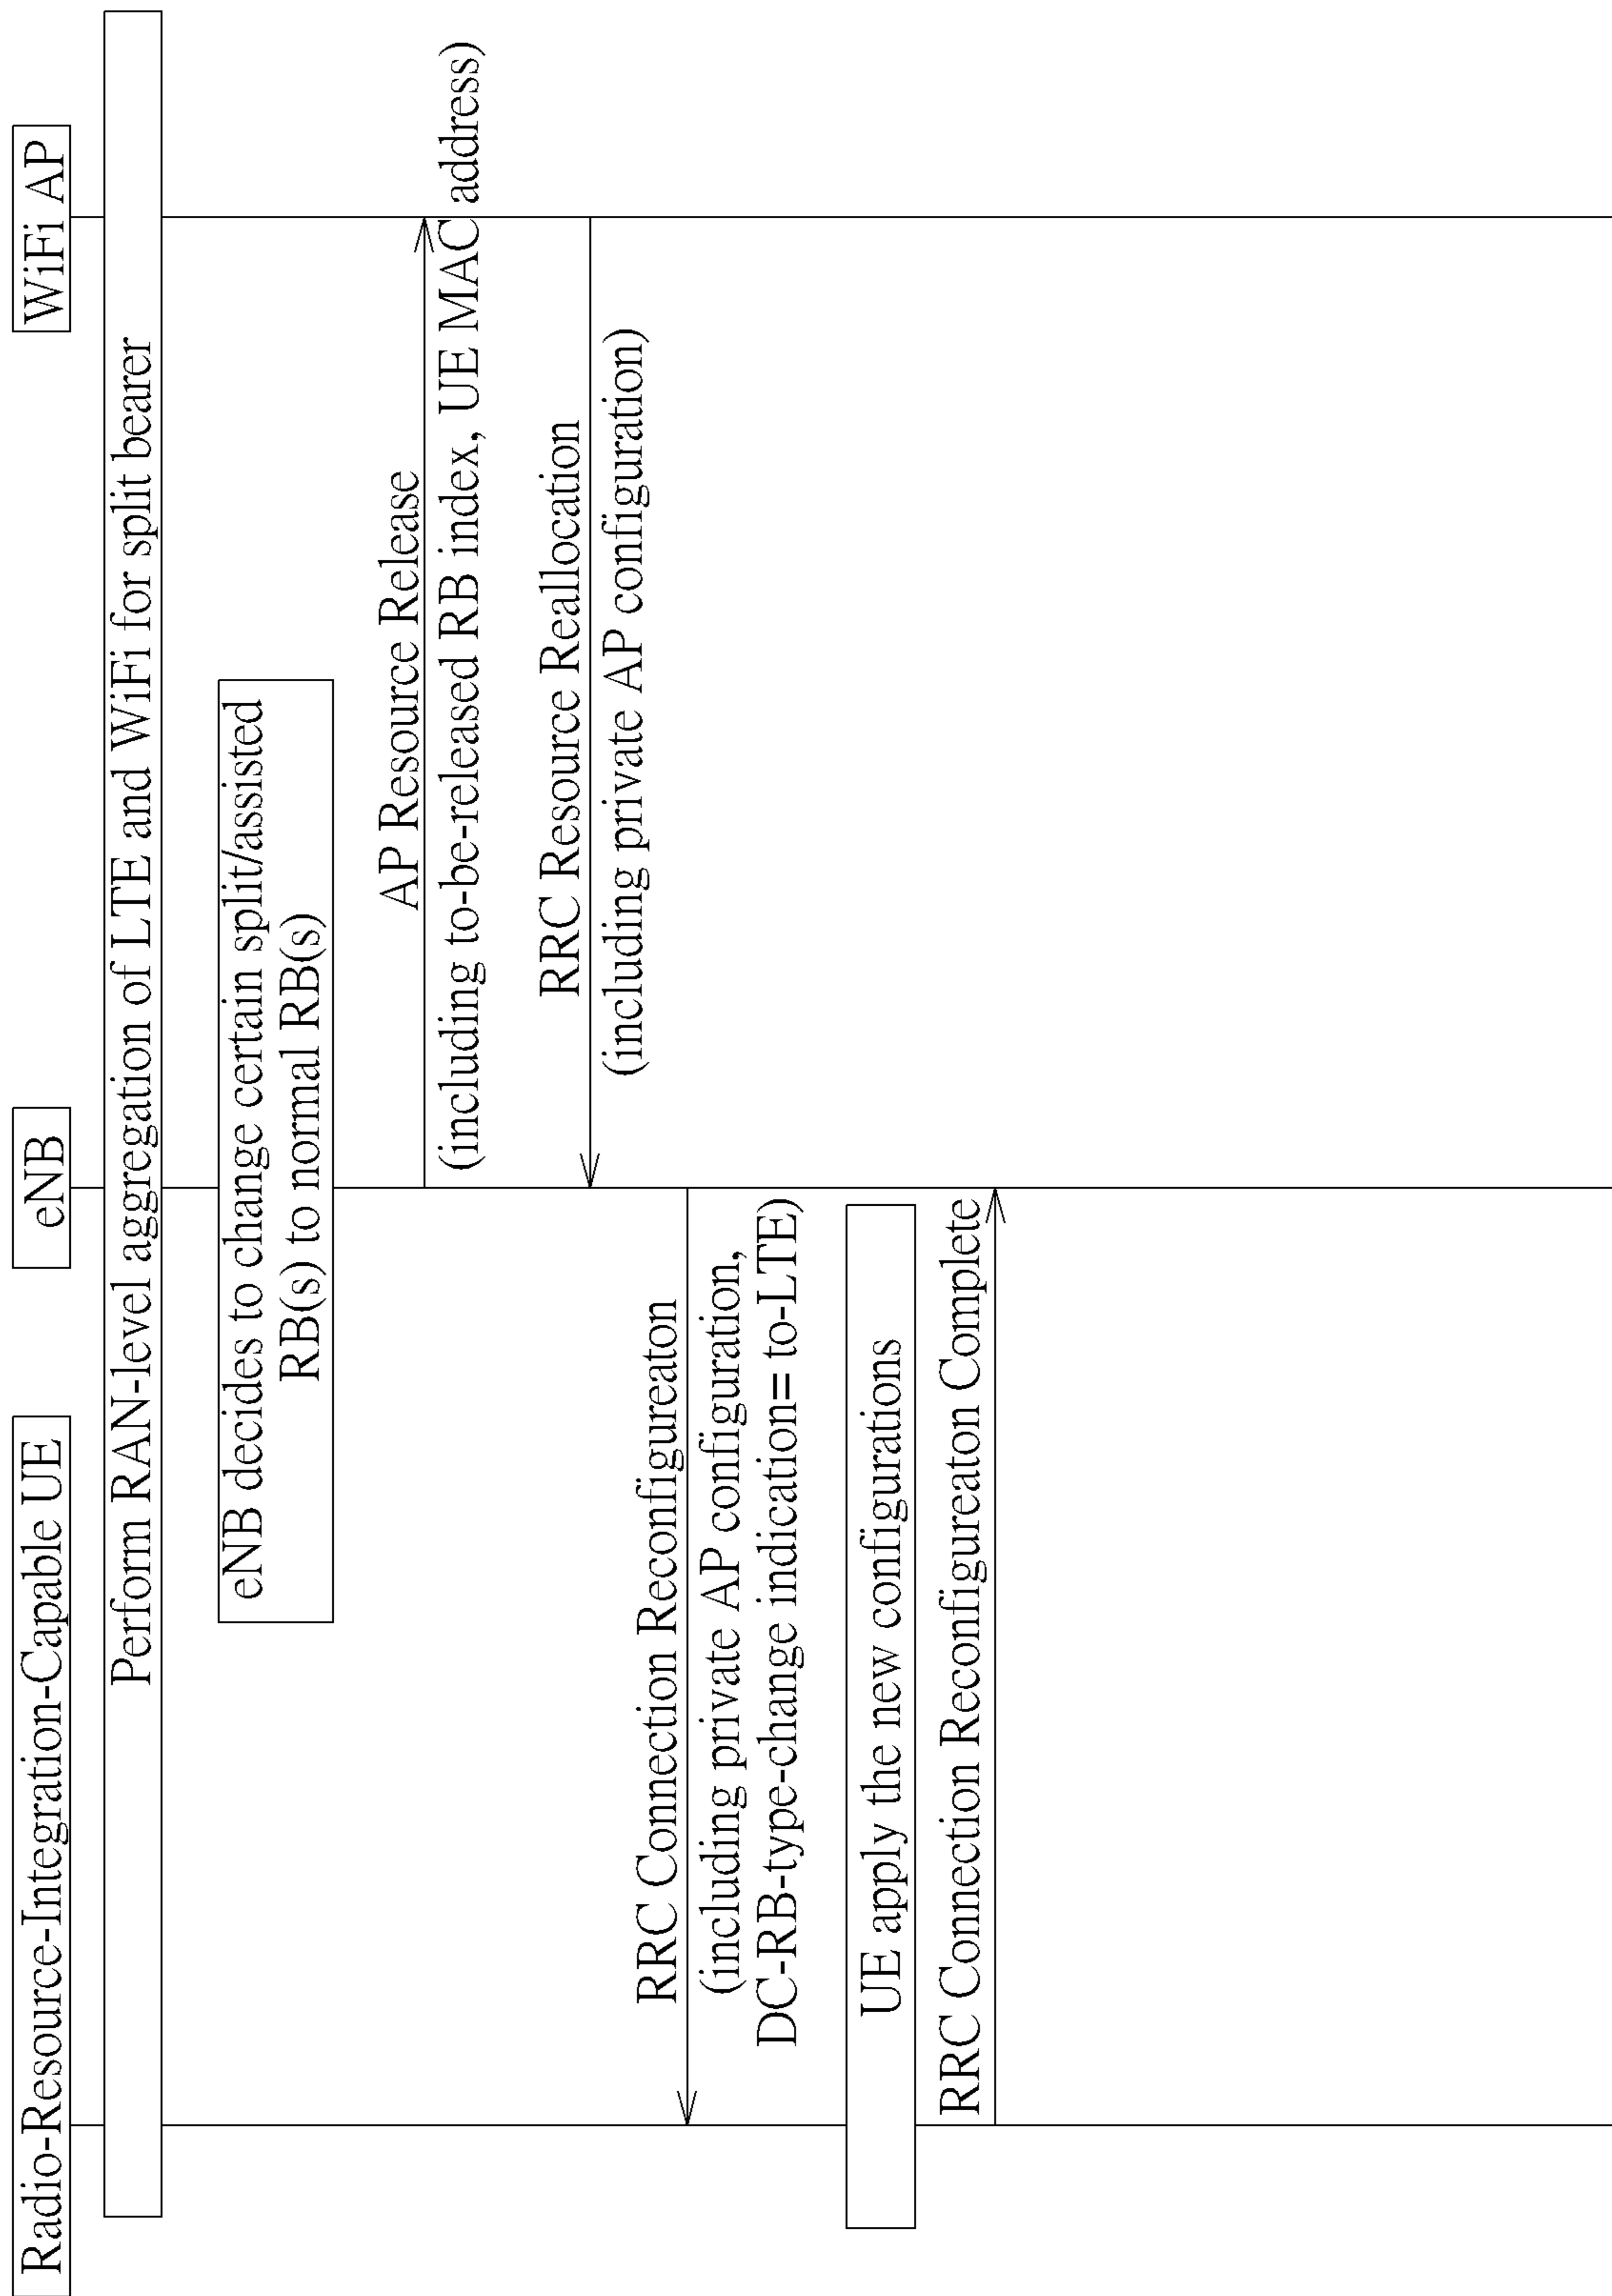 Radio-Resource-Integration-Capable UE
eNB
WiFi AP
Perform RAN-level aggregation of LTE and WiFi for split bearer
eNB decides to change certain split/assisted
RB(s) to normal RB(s)
AP Resource Release
(including to-be-released RB index, UE MAC address)
RRC Resource Reallocation
(including private AP configuration)
RRC Connection Reconfigureaton
(including private AP configuration,
DC-RB-type-change indication= to-LTE)
UE apply the new configurations
RRC Connection Reconfigureaton Complete